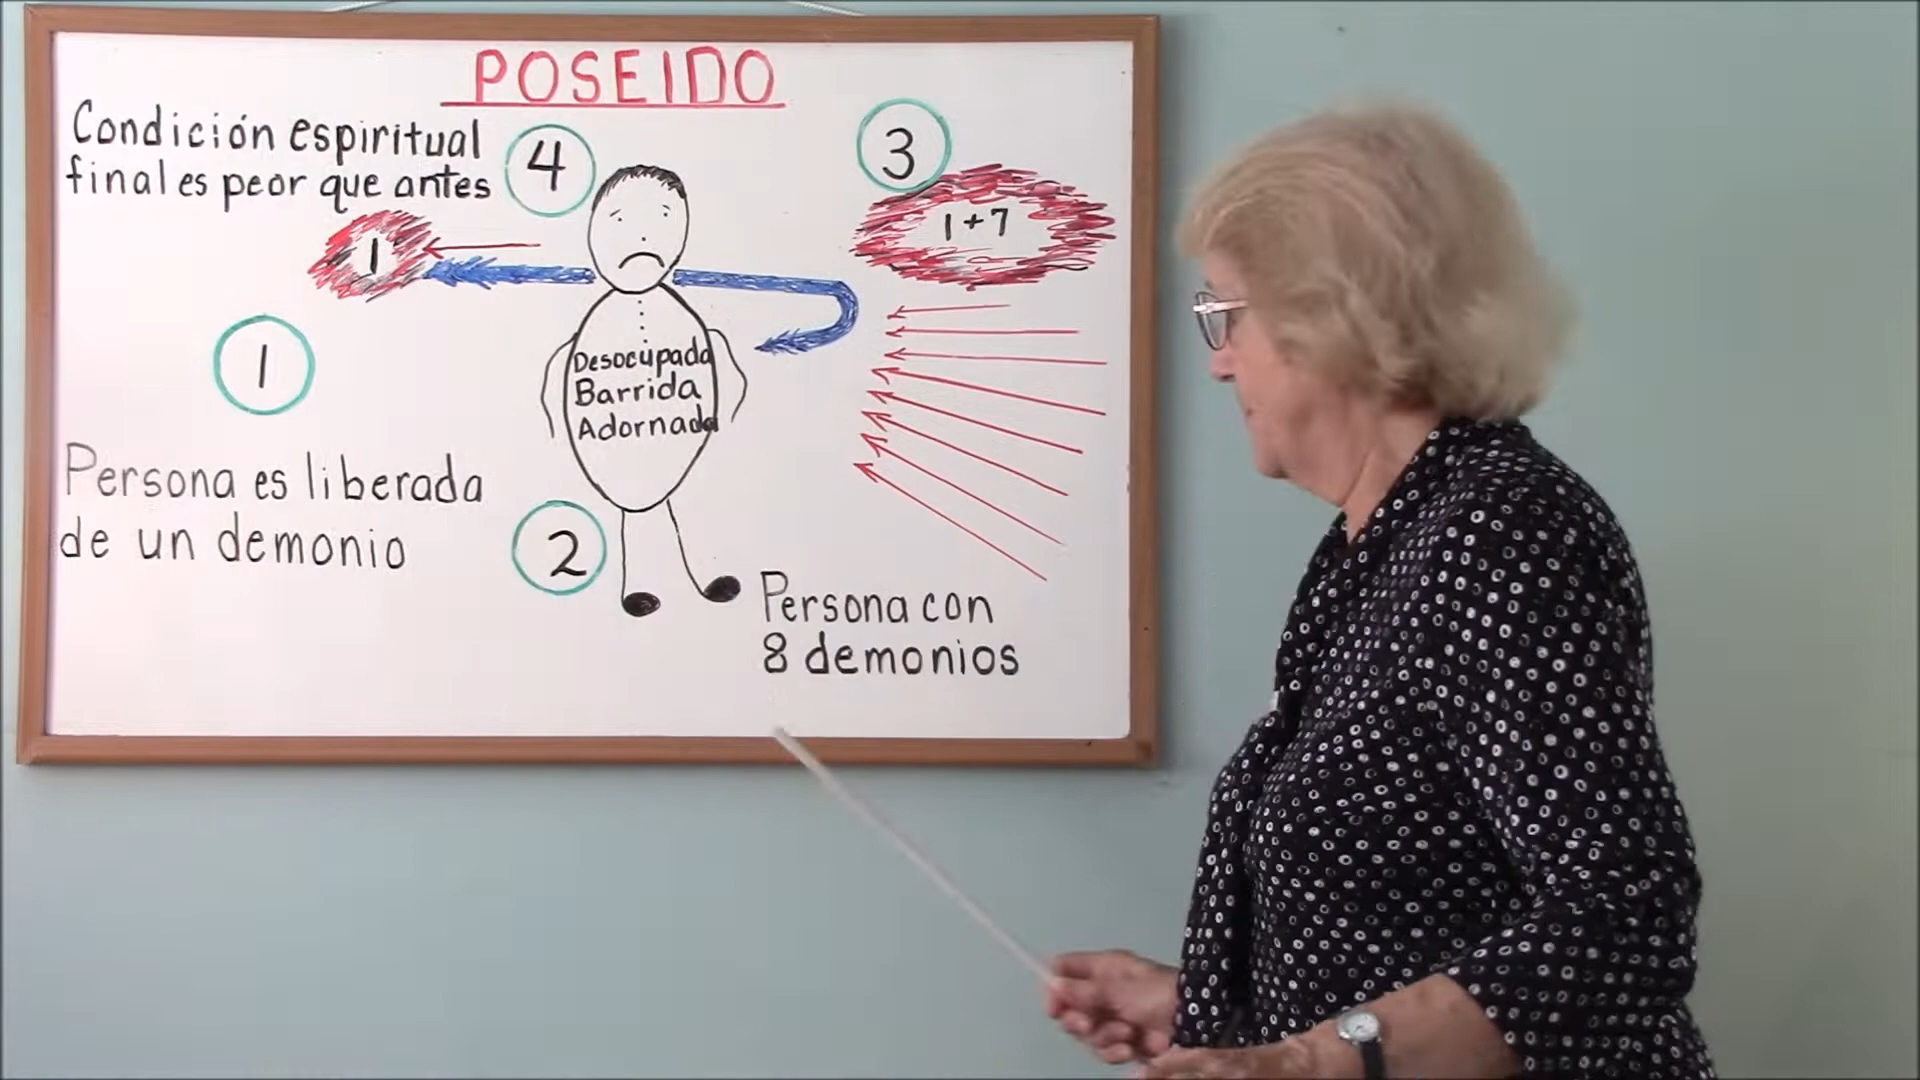 POSEIDO
Condición espiritual
final es peor que antes
4
3
1+7
1
1
Desocupada
Barrida
Adornada
Persona es liberada
de un demonio
2
Persona con
8 demonios